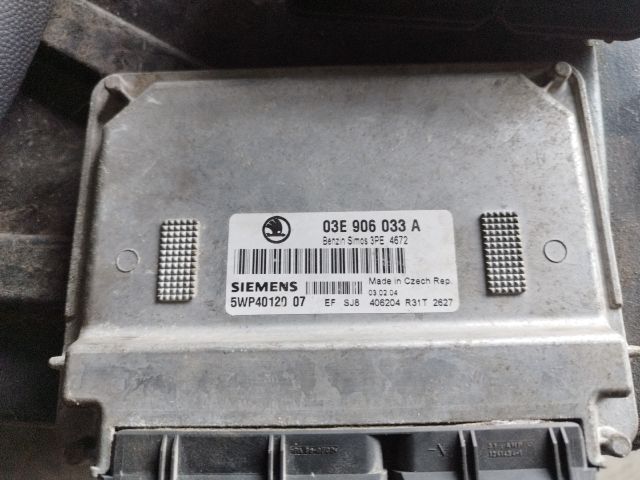 03E 906 033 A
Benzin Simos 3PE 4672
SIEMENS
Made in Czech Rep.
03.02.04
5WP40120 07 EF SJ8 406204 R31T 2627